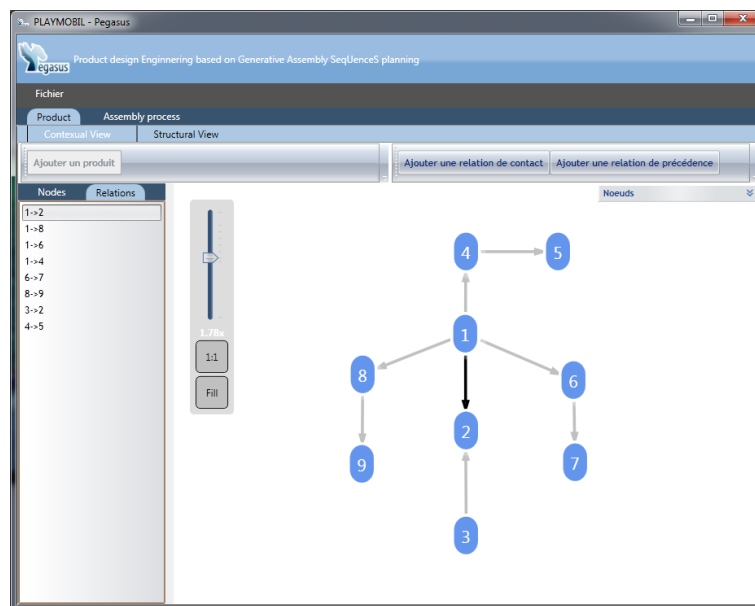 PLAYMOBIL - Pegasus
Pegasus Product design Enginnering based on Generative Assembly SeqUenceS planning
Fichier
Product Assembly process
Contexual View Structural View
Ajouter un produit Ajouter une relation de contact Ajouter une relation de précédence
Nodes Relations Noeuds
1->2
1->8
1->6
1->4
6->7
8->9
3->2
4->5
1.78x
1:1
Fill
4 5
1
8 6
2
9 7
3